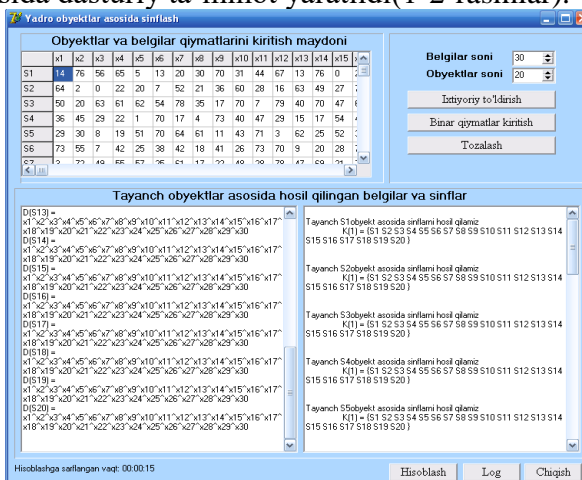 sida dasturiy ta'minot yaratildi(1-2 rasmlar).
Yadro obyektlar asosida sinflash
Obyektlar va belgilar qiymatlarini kiritish maydoni
x1 x2 x3 x4 x5 x6 x7 x8 x9 x10 x11 x12 x13 x14 x15
S1 14 76 56 65 5 13 20 30 70 31 44 67 13 76 0
S2 64 2 0 22 20 7 52 21 36 60 28 16 63 49 27
S3 50 20 63 61 62 54 78 35 17 70 7 79 40 70 47
S4 36 45 29 22 1 70 17 4 73 40 47 29 15 17 54
S5 29 30 8 19 51 70 64 61 11 43 71 3 62 25 52
S6 73 55 7 42 25 38 42 18 41 26 73 70 9 20 28
Belgilar soni 30
Obyektlar soni 20
Ixtiyoriy to'ldirish
Binar qiymatlar kiritish
Tozalash
Tayanch obyektlar asosida hosil qilingan belgilar va sinflar
D(S13) =
x1^x2^x3^x4^x5^x6^x7^x8^x9^x10^x11^x12^x13^x14^x15^x16^x17^
x18^x19^x20^x21^x22^x23^x24^x25^x26^x27^x28^x29^x30
D(S14) =
x1^x2^x3^x4^x5^x6^x7^x8^x9^x10^x11^x12^x13^x14^x15^x16^x17^
x18^x19^x20^x21^x22^x23^x24^x25^x26^x27^x28^x29^x30
D(S15) =
x1^x2^x3^x4^x5^x6^x7^x8^x9^x10^x11^x12^x13^x14^x15^x16^x17^
x18^x19^x20^x21^x22^x23^x24^x25^x26^x27^x28^x29^x30
D(S16) =
x1^x2^x3^x4^x5^x6^x7^x8^x9^x10^x11^x12^x13^x14^x15^x16^x17^
x18^x19^x20^x21^x22^x23^x24^x25^x26^x27^x28^x29^x30
D(S17) =
x1^x2^x3^x4^x5^x6^x7^x8^x9^x10^x11^x12^x13^x14^x15^x16^x17^
x18^x19^x20^x21^x22^x23^x24^x25^x26^x27^x28^x29^x30
D(S18) =
x1^x2^x3^x4^x5^x6^x7^x8^x9^x10^x11^x12^x13^x14^x15^x16^x17^
x18^x19^x20^x21^x22^x23^x24^x25^x26^x27^x28^x29^x30
D(S19) =
x1^x2^x3^x4^x5^x6^x7^x8^x9^x10^x11^x12^x13^x14^x15^x16^x17^
x18^x19^x20^x21^x22^x23^x24^x25^x26^x27^x28^x29^x30
D(S20) =
x1^x2^x3^x4^x5^x6^x7^x8^x9^x10^x11^x12^x13^x14^x15^x16^x17^
x18^x19^x20^x21^x22^x23^x24^x25^x26^x27^x28^x29^x30
Tayanch S1obyekt asosida sinflarni hosil qilamiz
K(1) = {S1 S2 S3 S4 S5 S6 S7 S8 S9 S10 S11 S12 S13 S14
S15 S16 S17 S18 S19 S20 }
Tayanch S2obyekt asosida sinflarni hosil qilamiz
K(1) = {S1 S2 S3 S4 S5 S6 S7 S8 S9 S10 S11 S12 S13 S14
S15 S16 S17 S18 S19 S20 }
Tayanch S3obyekt asosida sinflarni hosil qilamiz
K(1) = {S1 S2 S3 S4 S5 S6 S7 S8 S9 S10 S11 S12 S13 S14
S15 S16 S17 S18 S19 S20 }
Tayanch S4obyekt asosida sinflarni hosil qilamiz
K(1) = {S1 S2 S3 S4 S5 S6 S7 S8 S9 S10 S11 S12 S13 S14
S15 S16 S17 S18 S19 S20 }
Tayanch S5obyekt asosida sinflarni hosil qilamiz
K(1) = {S1 S2 S3 S4 S5 S6 S7 S8 S9 S10 S11 S12 S13 S14
S15 S16 S17 S18 S19 S20 }
Hisoblashga sarflangan vaqt: 00:00:15
Hisoblash Log Chiqish